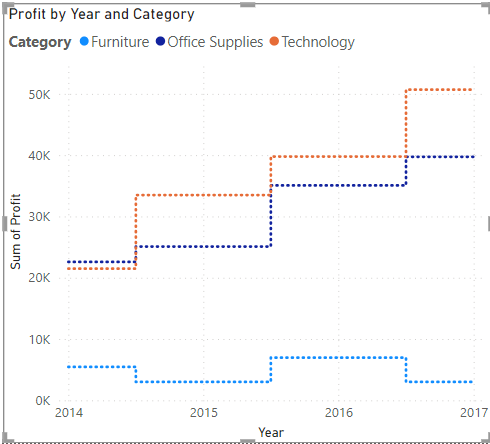 Profit by Year and Category
Category Furniture Office Supplies Technology
50K
40K
30K
20K
10K
0K
Sum of Profit
2014 2015 2016 2017
Year